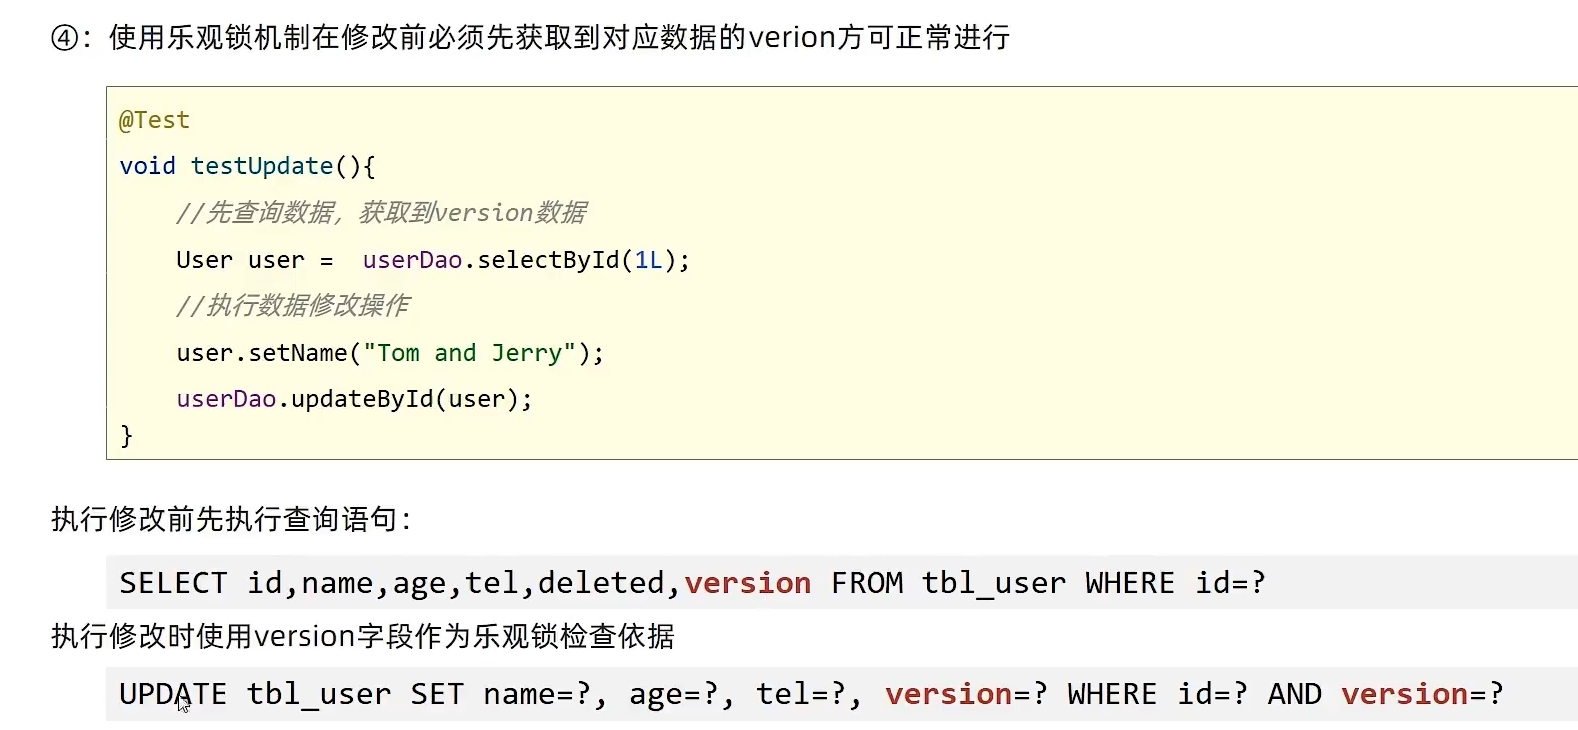 ④：使用乐观锁机制在修改前必须先获取到对应数据的verion方可正常进行
@Test
void testUpdate(){
//先查询数据，获取到version数据
User user =  userDao.selectById(1L);
//执行数据修改操作
user.setName("Tom and Jerry");
userDao.updateById(user);
}
执行修改前先执行查询语句：
SELECT id,name,age,tel,deleted,version FROM tbl_user WHERE id=?
执行修改时使用version字段作为乐观锁检查依据
UPDATE tbl_user SET name=?, age=?, tel=?, version=? WHERE id=? AND version=?